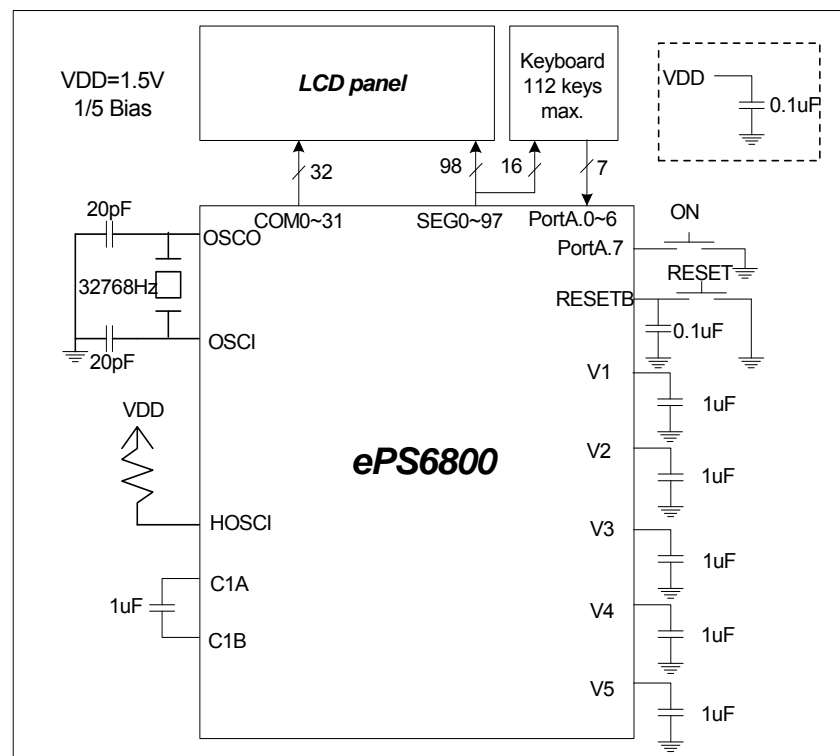 VDD=1.5V
1/5 Bias
LCD panel
Keyboard
112 keys
max.
VDD
0.1uF
32
98
16
7
COM0~31
SEG0~97
PortA.0~6
20pF
OSCO
32768Hz
20pF
OSCI
PortA.7
ON
RESETB
RESET
0.1uF
V1
1uF
VDD
ePS6800
V2
1uF
HOSCI
V3
1uF
C1A
1uF
C1B
V4
1uF
V5
1uF